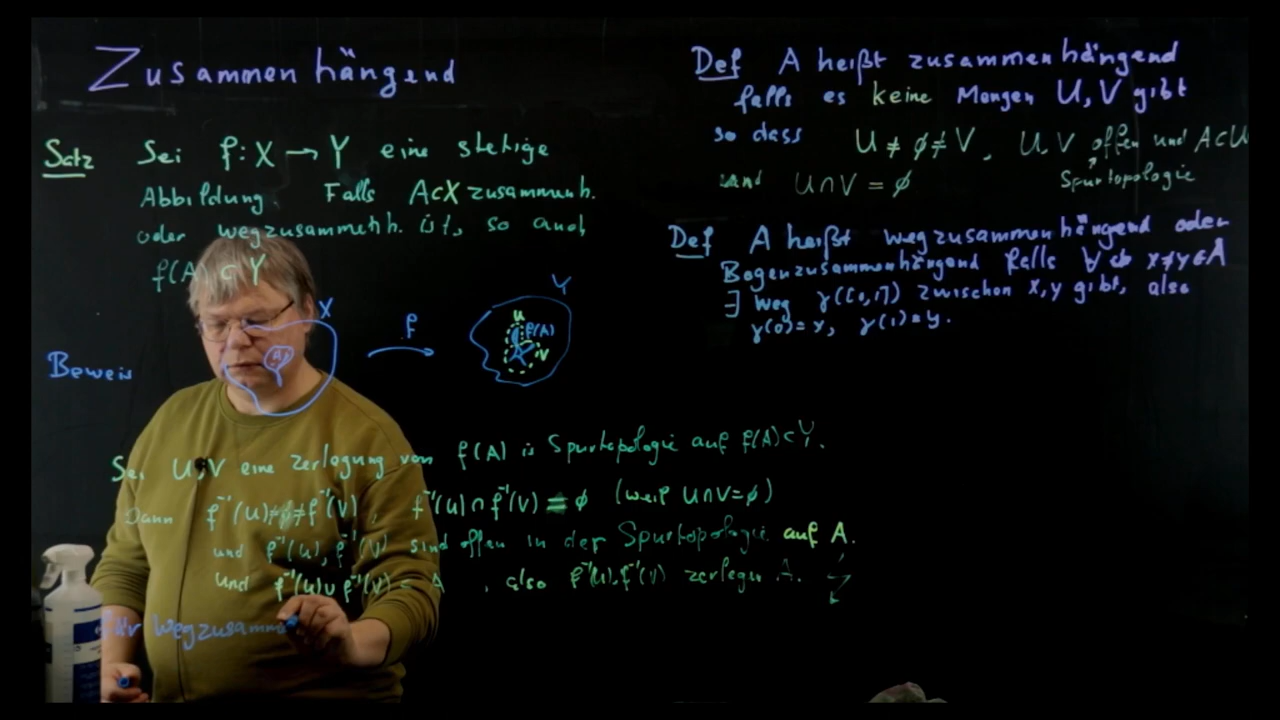 Zusammenhängend
Satz Sei f: X → Y eine stetige
Abbildung. Falls A⊂X zusammenh.
oder wegzusammenh. ist, so auch
f(A) ⊂ Y
X
f
Y
U
f(A)
V
A
Beweis
Sei U,V eine Zerlegung von f(A) in Spurtopologie auf f(A)⊂Y.
Dann f⁻¹(U)≠∅≠f⁻¹(V), f⁻¹(U)∩f⁻¹(V) = ∅ (weil U∩V=∅)
und f⁻¹(U), f⁻¹(V) sind offen in der Spurtopologie auf A.
und f⁻¹(U)∪f⁻¹(V) A, also f⁻¹(U), f⁻¹(V) zerlegen A.
Für Wegzusamm
Def A heißt zusammenhängend
falls es keine Mengen U, V gibt
so dass U ≠ ∅ ≠ V, U, V offen und A⊂U
und U∩V = ∅ Spurtopologie
Def A heißt wegzusammenhängend oder
Bogenzusammenhängend falls ∀ x≠y∈A
∃ Weg γ([0,1]) zwischen x,y gibt, also
γ(0)=x, γ(1)=y.